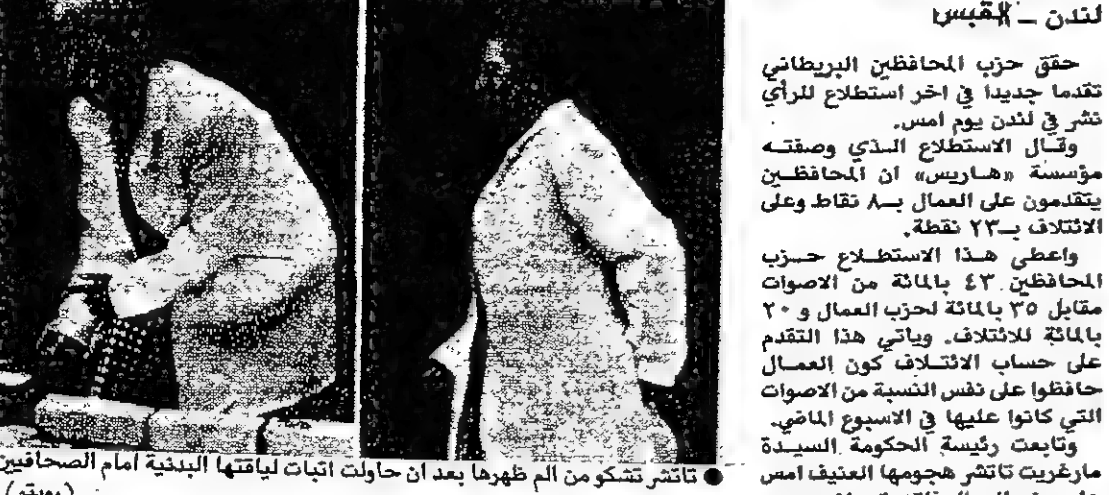 لندن ــ القبس
حقق حزب المحافظين البريطاني
تقدما جديدا في اخر استطلاع للرأي
نشر في لندن يوم امس.
وقال الاستطلاع الذي وصفته
مؤسسة «هاريس» ان المحافظين
يتقدمون على العمال بـ٨ نقاط وعلى
الائتلاف بـ٢٣ نقطة.
واعطى هذا الاستطلاع حزب
المحافظين ٤٣ بالمائة من الاصوات
مقابل ٣٥ بالمائة لحزب العمال و ٢٠
بالمائة للائتلاف. وياتي هذا التقدم
على حساب الائتلاف كون العمال
حافظوا على نفس النسبة من الاصوات
التي كانوا عليها في الاسبوع الماضي.
وتابعت رئيسة الحكومة السيدة
مارغريت تاتشر هجومها العنيف امس
● تاتشر تشكو من الم ظهرها بعد ان حاولت اثبات لياقتها البدنية امام الصحافيين
(رويتر)